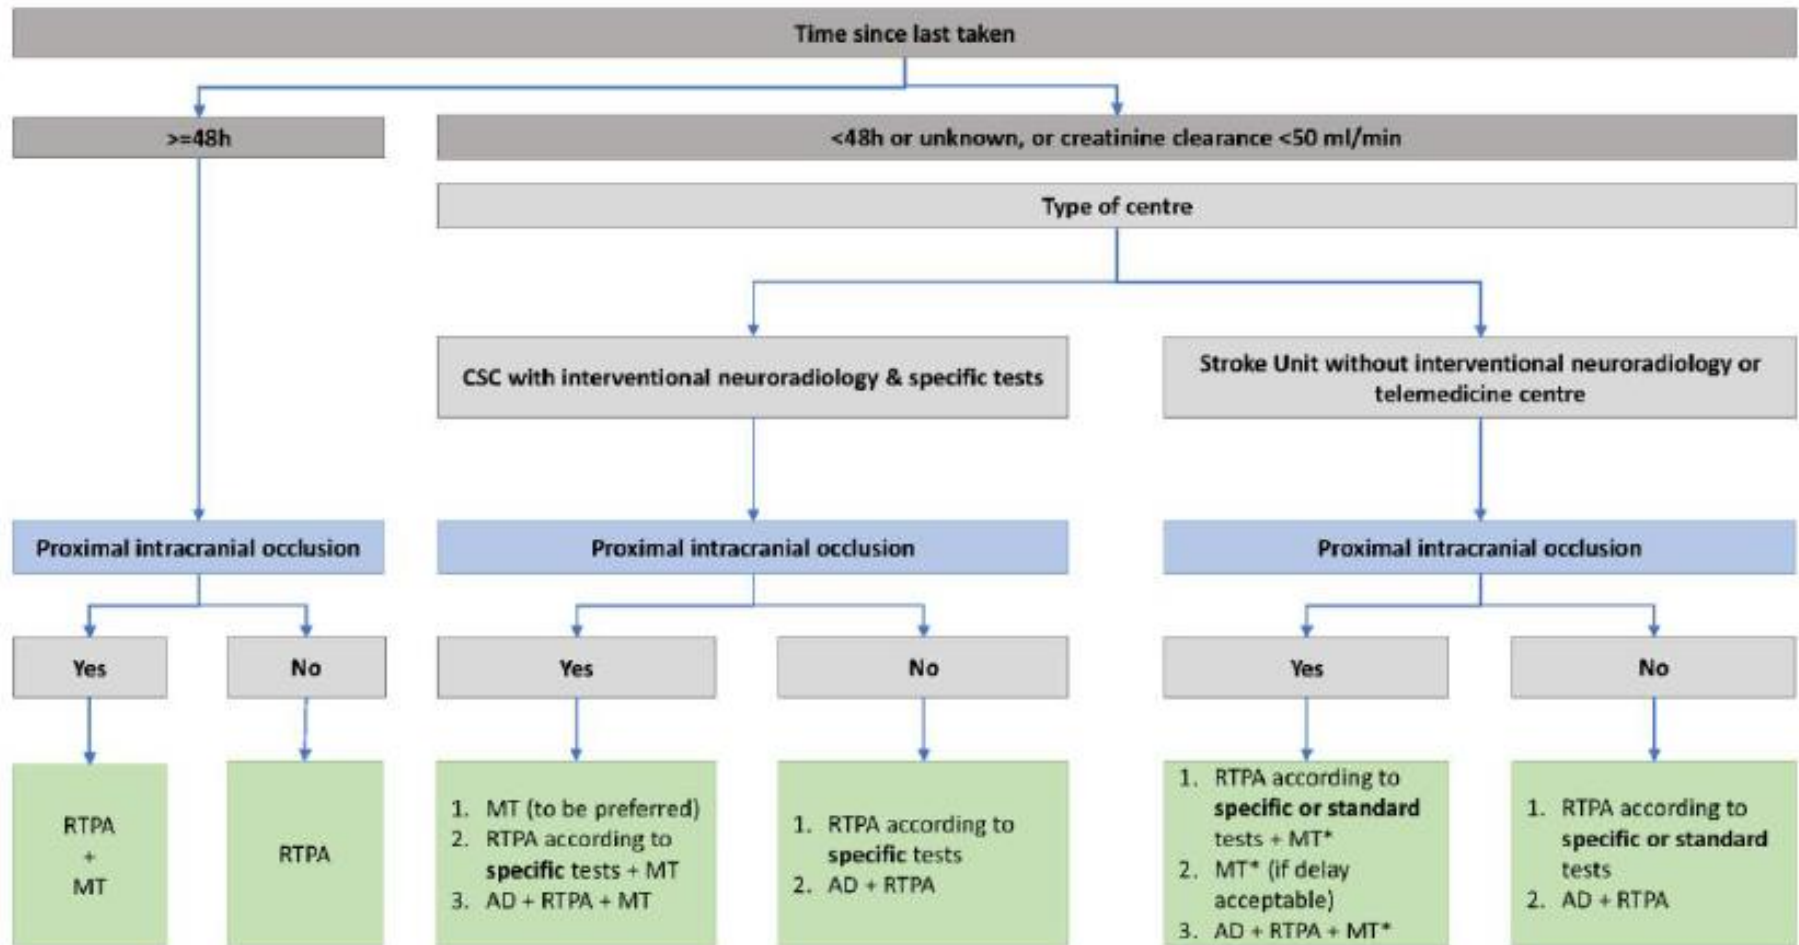 Time since last taken
>=48h
<48h or unknown, or creatinine clearance <50 ml/min
Type of centre
CSC with interventional neuroradiology & specific tests
Stroke Unit without interventional neuroradiology or
telemedicine centre
Proximal intracranial occlusion
Proximal intracranial occlusion
Proximal intracranial occlusion
Yes
No
Yes
No
Yes
No
RTPA
+
MT
RTPA
1. MT (to be preferred)
2. RTPA according to
specific tests + MT
3. AD + RTPA + MT
1. RTPA according to
specific tests
2. AD + RTPA
1. RTPA according to
specific or standard
tests + MT*
2. MT* (if delay
acceptable)
3. AD + RTPA + MT*
1. RTPA according to
specific or standard
tests
2. AD + RTPA